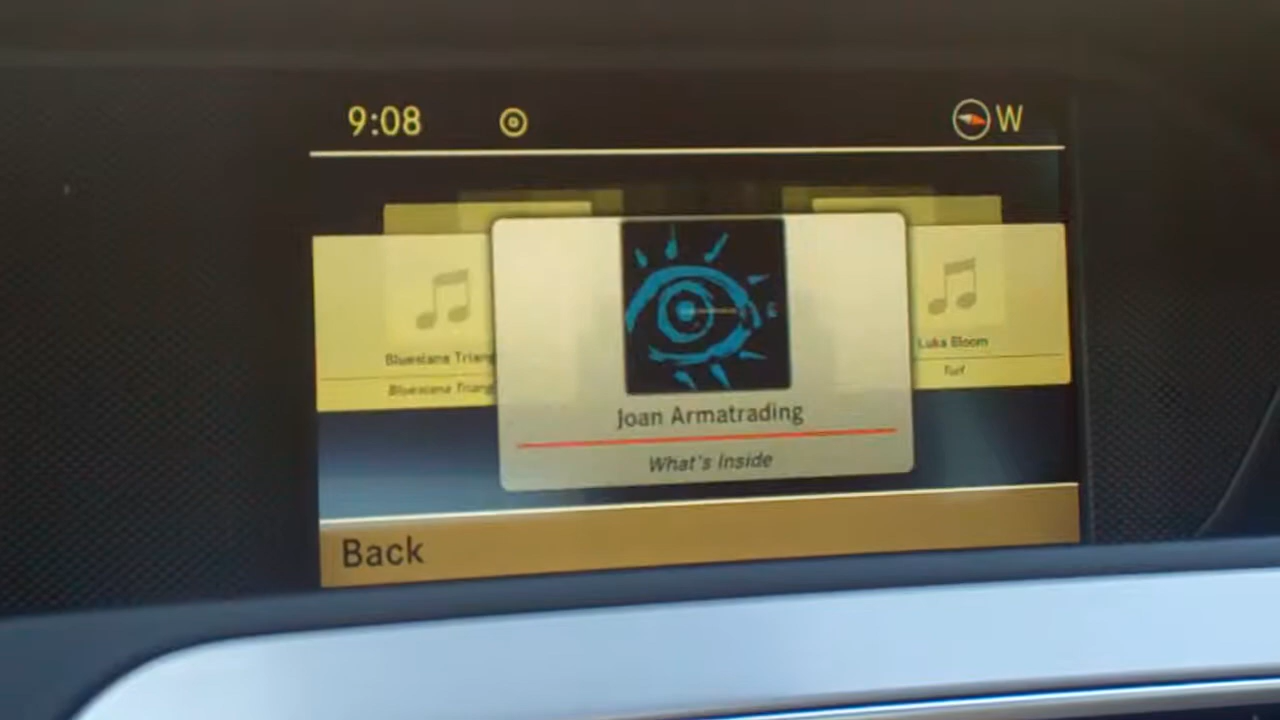 9:08
W
Bluesiana Triang
Bluesiana Triang
Joan Armatrading
What's Inside
Luka Bloom
Turf
Back